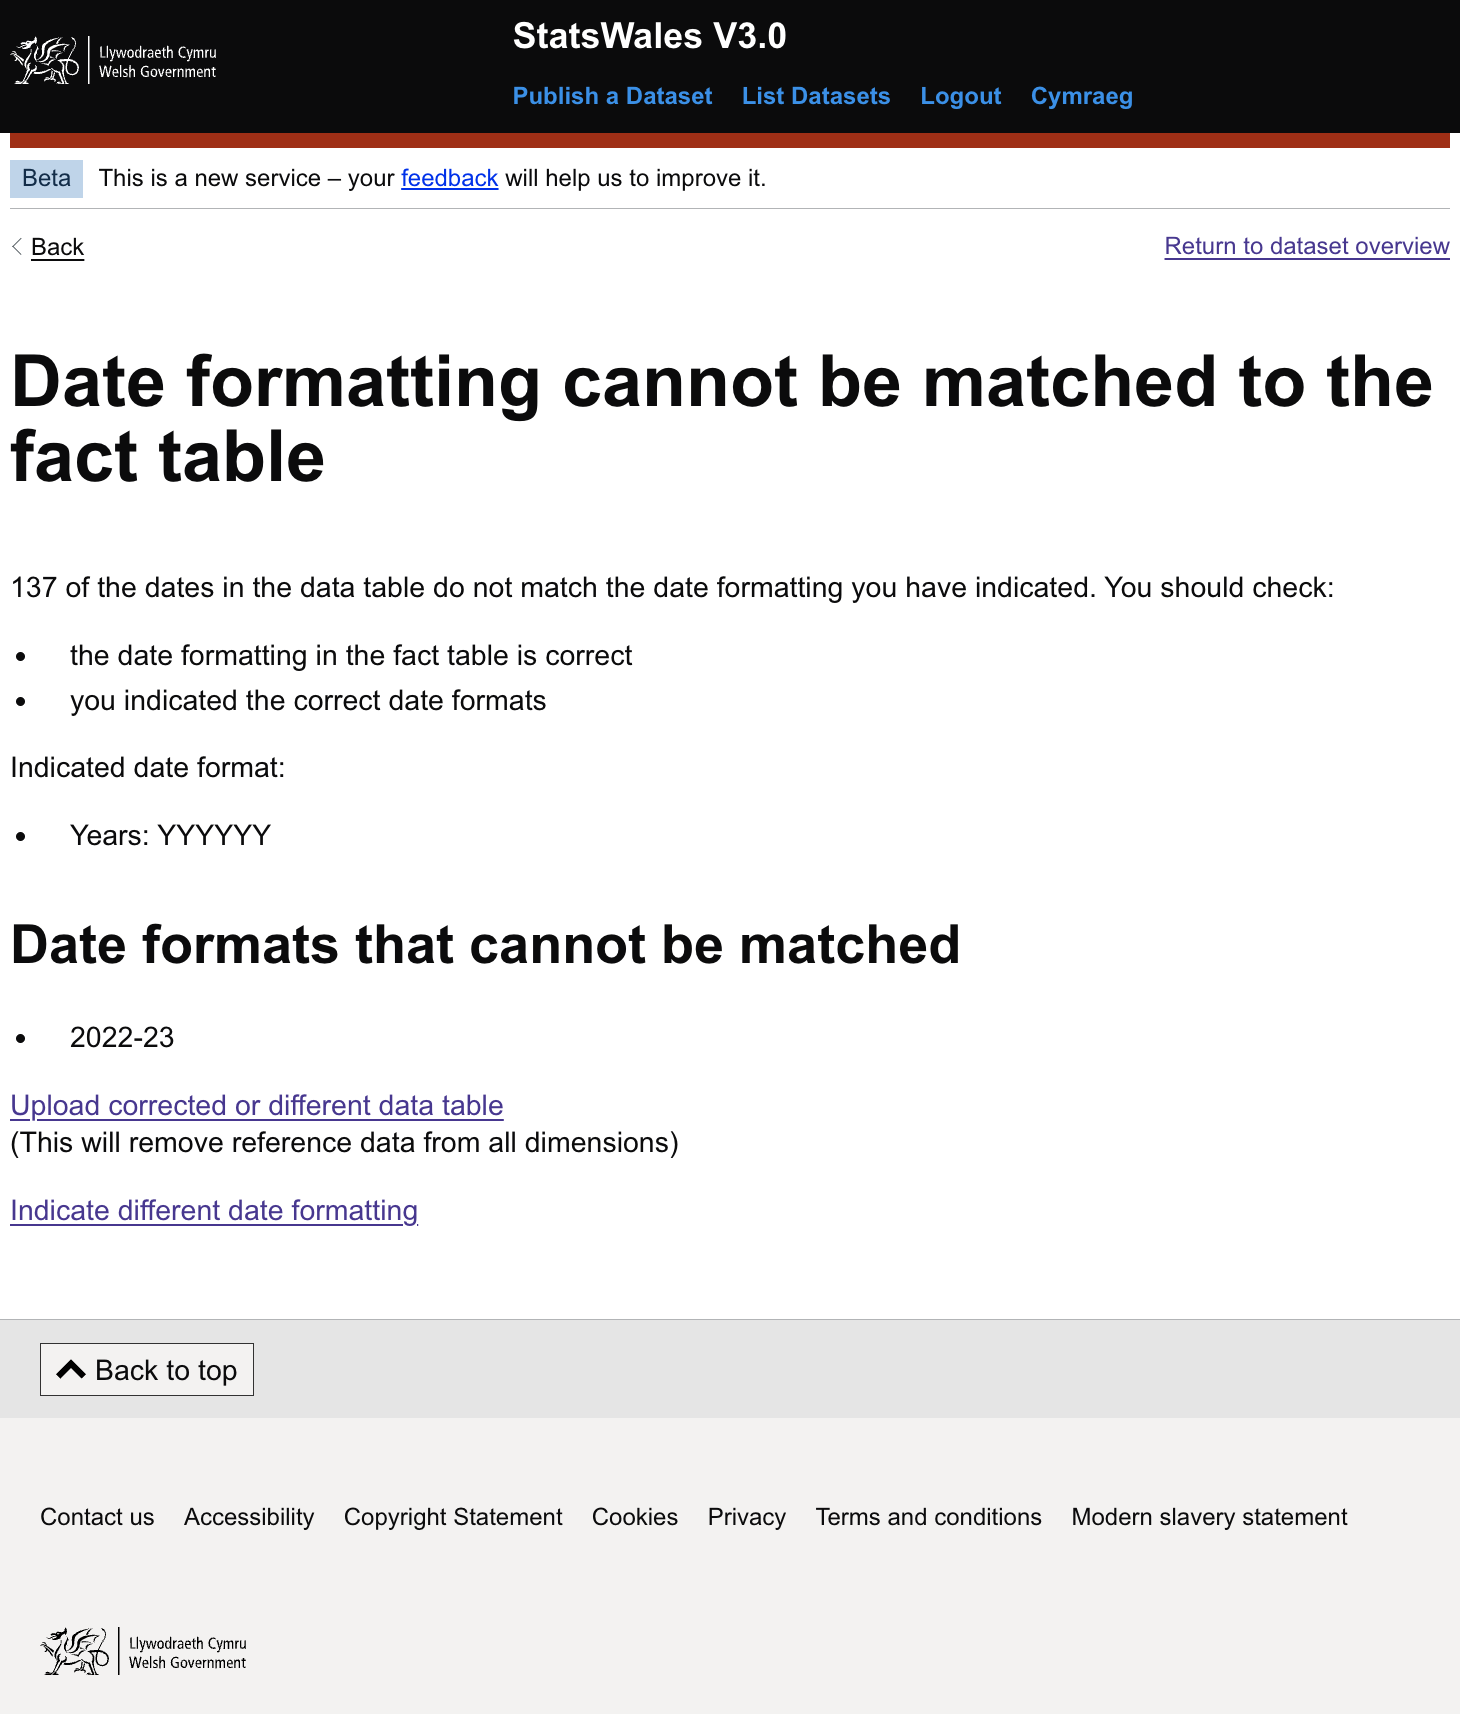 Llywodraeth Cymru
Welsh Government
StatsWales V3.0
Publish a Dataset List Datasets Logout Cymraeg
Beta This is a new service – your feedback will help us to improve it.
Back Return to dataset overview
Date formatting cannot be matched to the
fact table
137 of the dates in the data table do not match the date formatting you have indicated. You should check:
• the date formatting in the fact table is correct
• you indicated the correct date formats
Indicated date format:
• Years: YYYYYY
Date formats that cannot be matched
• 2022-23
Upload corrected or different data table
(This will remove reference data from all dimensions)
Indicate different date formatting
Back to top
Contact us Accessibility Copyright Statement Cookies Privacy Terms and conditions Modern slavery statement
Llywodraeth Cymru
Welsh Government